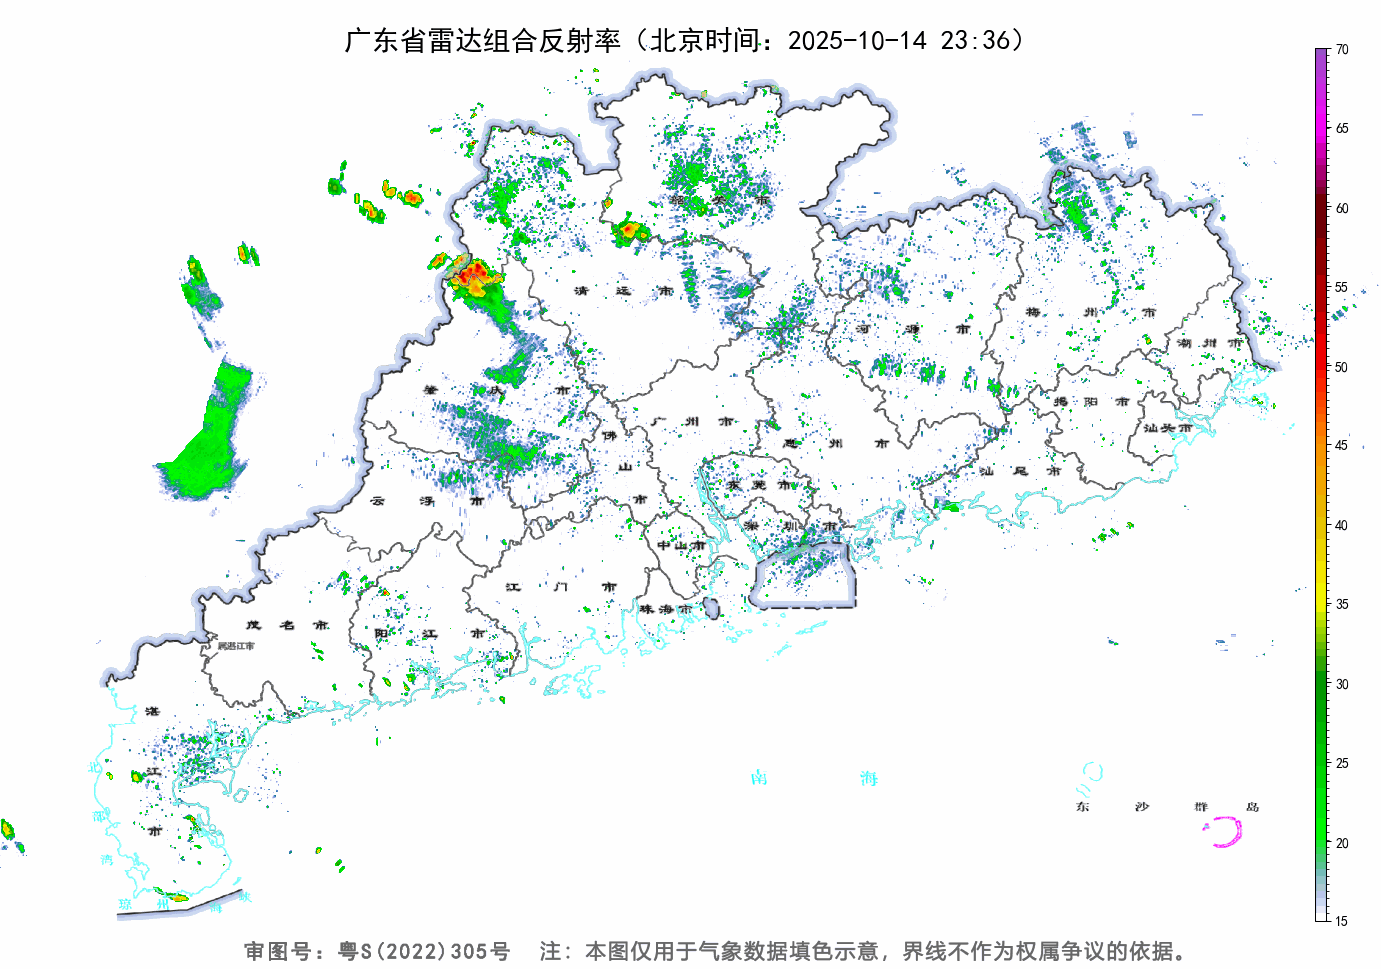 广东省雷达组合反射率（北京时间：2025-10-14 23:36）
70
65
60
55
50
45
40
35
30
25
20
15
韶关市
清远市
河源市
梅州市
潮州市
肇庆市
广州市
惠州市
揭阳市
汕头市
佛山市
云浮市
东莞市
汕尾市
深圳市
中山市
江门市
珠海市
茂名市
阳江市
属湛江市
湛江市
北部湾
琼州海峡
南海
东沙群岛
审图号：粤S(2022)305号 注：本图仅用于气象数据填色示意，界线不作为权属争议的依据。